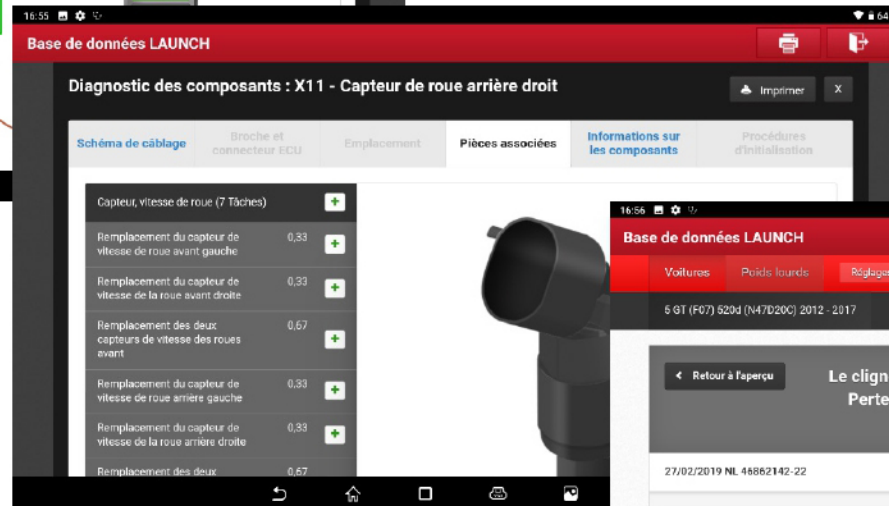 16:55
64
Base de données LAUNCH
Diagnostic des composants : X11 - Capteur de roue arrière droit
Imprimer
X
Schéma de câblage
Broche et
connecteur ECU
Emplacement
Pièces associées
Informations sur
les composants
Procédures
d'initialisation
Capteur, vitesse de roue (7 Tâches)
Remplacement du capteur de
vitesse de roue avant gauche
0,33
Remplacement du capteur de
vitesse de la roue avant droite
0,33
Remplacement des deux
capteurs de vitesse des roues
avant
0,67
Remplacement du capteur de
vitesse de roue arrière gauche
0,33
Remplacement du capteur de
vitesse de la roue arrière droite
0,33
Remplacement des deux
0,67
16:56
Base de données LAUNCH
Voitures
Poids lourds
Réglages
5 GT (F07) 520d (N47D20C) 2012 - 2017
Retour à l'aperçu
Le clign
Perte
27/02/2019 NL 46862142-22